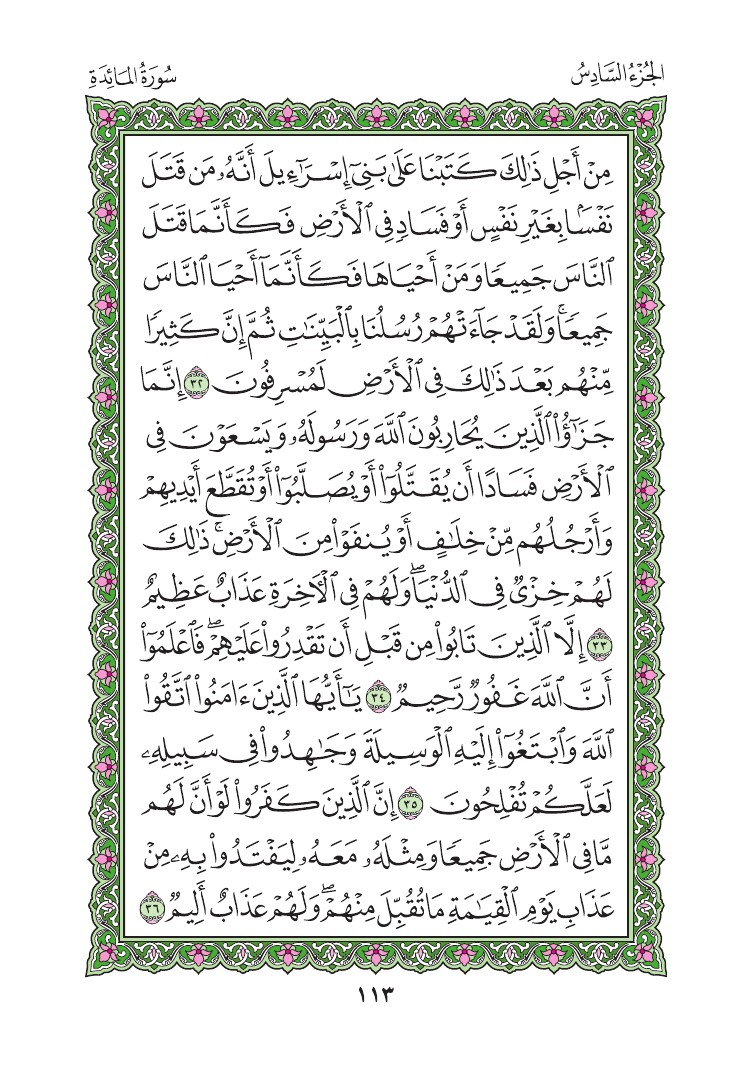 الجُزْءُ السَّادِسُ
سُورَةُ المَائِدَةِ
مِنْ أَجْلِ ذَٰلِكَ كَتَبْنَا عَلَىٰ بَنِىٓ إِسْرَٰٓءِيلَ أَنَّهُۥ مَن قَتَلَ
نَفْسًۢا بِغَيْرِ نَفْسٍ أَوْ فَسَادٍۢ فِى ٱلْأَرْضِ فَكَأَنَّمَا قَتَلَ
ٱلنَّاسَ جَمِيعًا وَمَنْ أَحْيَاهَا فَكَأَنَّمَآ أَحْيَا ٱلنَّاسَ
جَمِيعًا ۚ وَلَقَدْ جَآءَتْهُمْ رُسُلُنَا بِٱلْبَيِّنَٰتِ ثُمَّ إِنَّ كَثِيرًا
مِّنْهُم بَعْدَ ذَٰلِكَ فِى ٱلْأَرْضِ لَمُسْرِفُونَ ٣٢ إِنَّمَا
جَزَٰٓؤُا۟ ٱلَّذِينَ يُحَارِبُونَ ٱللَّهَ وَرَسُولَهُۥ وَيَسْعَوْنَ فِى
ٱلْأَرْضِ فَسَادًا أَن يُقَتَّلُوٓا۟ أَوْ يُصَلَّبُوٓا۟ أَوْ تُقَطَّعَ أَيْدِيهِمْ
وَأَرْجُلُهُم مِّنْ خِلَٰفٍ أَوْ يُنفَوْا۟ مِنَ ٱلْأَرْضِ ۚ ذَٰلِكَ
لَهُمْ خِزْىٌ فِى ٱلدُّنْيَا ۖ وَلَهُمْ فِى ٱلْءَاخِرَةِ عَذَابٌ عَظِيمٌ
٣٣ إِلَّا ٱلَّذِينَ تَابُوا۟ مِن قَبْلِ أَن تَقْدِرُوا۟ عَلَيْهِمْ ۖ فَٱعْلَمُوٓا۟
أَنَّ ٱللَّهَ غَفُورٌ رَّحِيمٌ ٣٤ يَٰٓأَيُّهَا ٱلَّذِينَ ءَامَنُوا۟ ٱتَّقُوا۟
ٱللَّهَ وَٱبْتَغُوٓا۟ إِلَيْهِ ٱلْوَسِيلَةَ وَجَٰهِدُوا۟ فِى سَبِيلِهِۦ
لَعَلَّكُمْ تُفْلِحُونَ ٣٥ إِنَّ ٱلَّذِينَ كَفَرُوا۟ لَوْ أَنَّ لَهُم
مَّا فِى ٱلْأَرْضِ جَمِيعًا وَمِثْلَهُۥ مَعَهُۥ لِيَفْتَدُوا۟ بِهِۦ مِنْ
عَذَابِ يَوْمِ ٱلْقِيَٰمَةِ مَا تُقُبِّلَ مِنْهُمْ ۖ وَلَهُمْ عَذَابٌ أَلِيمٌ ٣٦
١١٣